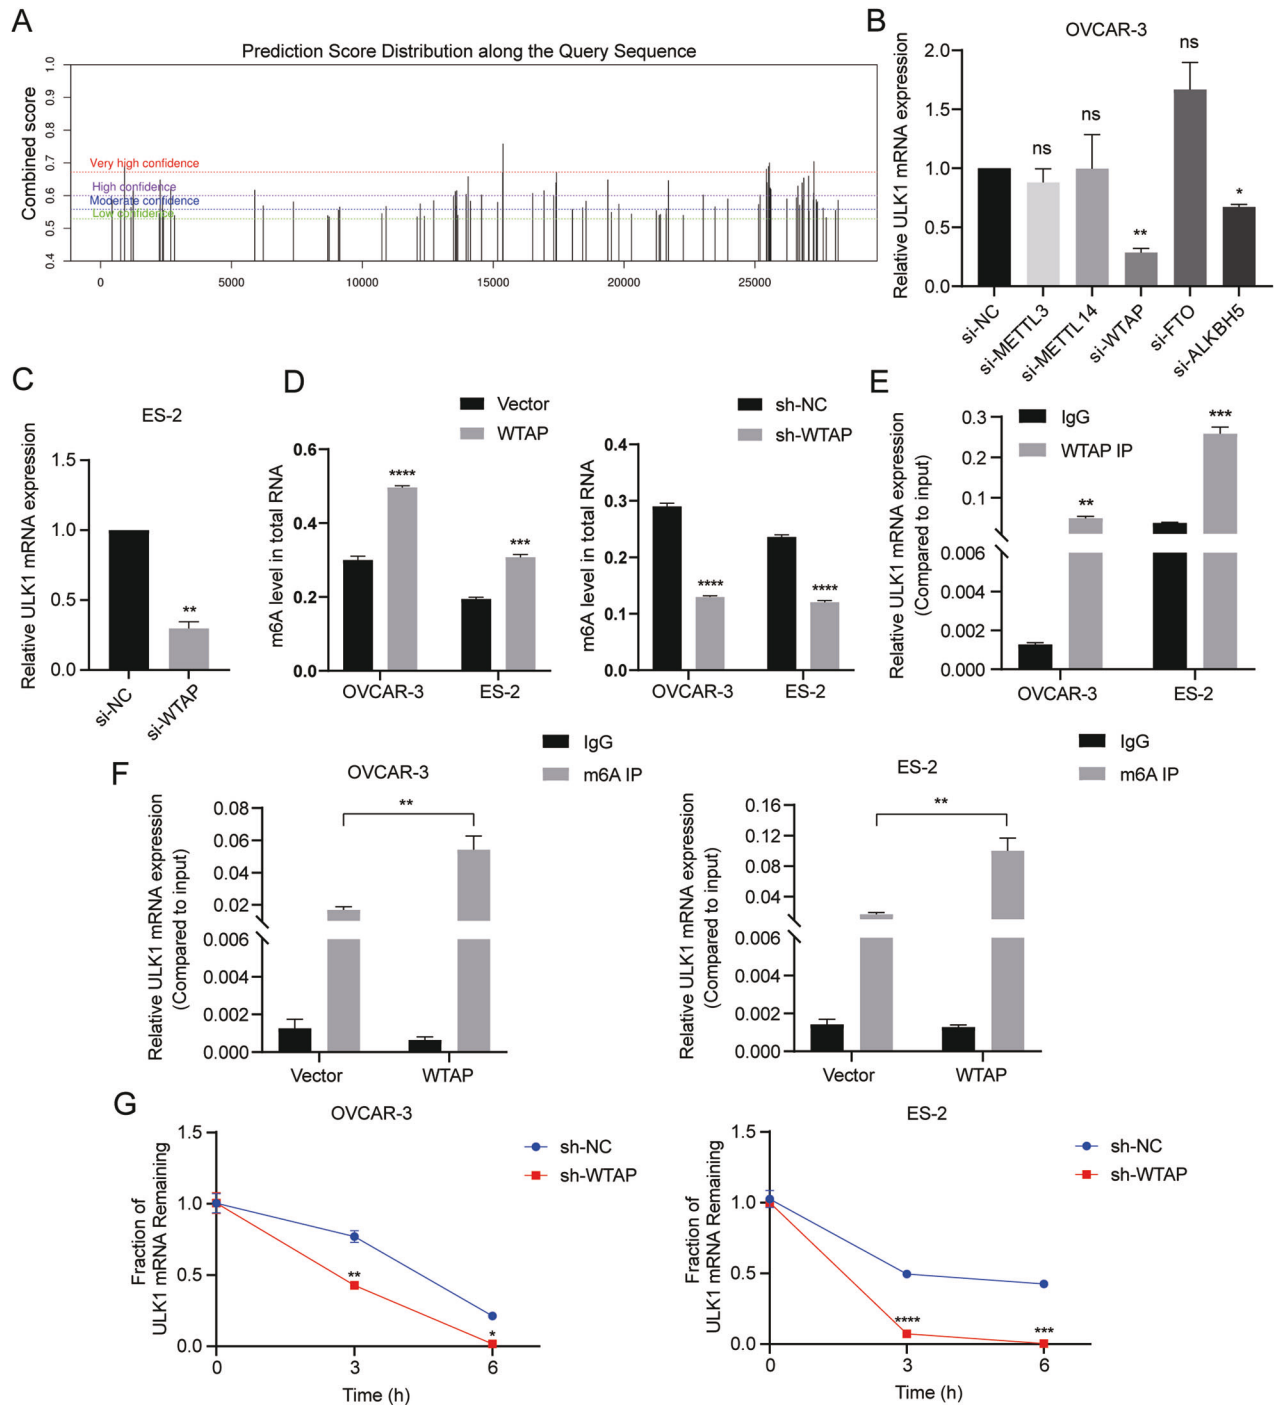 A
Prediction Score Distribution along the Query Sequence
Combined score
1.0
0.9
0.8
0.7
0.6
0.5
0.4
Very high confidence
High confidence
Moderate confidence
Low confidence
0
5000
10000
15000
20000
25000
B
OVCAR-3
Relative ULK1 mRNA expression
2.0
1.5
1.0
0.5
0.0
ns
ns
**
ns
*
si-NC
si-METTL3
si-METTL14
si-WTAP
si-FTO
si-ALKBH5
C
ES-2
Relative ULK1 mRNA expression
1.5
1.0
0.5
0.0
**
si-NC
si-WTAP
D
Vector
WTAP
m6A level in total RNA
0.6
0.4
0.2
0.0
****
***
OVCAR-3
ES-2
sh-NC
sh-WTAP
m6A level in total RNA
0.4
0.3
0.2
0.1
0.0
****
****
OVCAR-3
ES-2
E
IgG
WTAP IP
Relative ULK1 mRNA expression
(Compared to input)
0.3
0.2
0.1
0.006
0.004
0.002
0.000
**
***
OVCAR-3
ES-2
F
OVCAR-3
IgG
m6A IP
Relative ULK1 mRNA expression
(Compared to input)
0.08
0.06
0.04
0.02
0.006
0.004
0.002
0.000
**
Vector
WTAP
ES-2
IgG
m6A IP
Relative ULK1 mRNA expression
(Compared to input)
0.16
0.12
0.08
0.04
0.006
0.004
0.002
0.000
**
Vector
WTAP
G
OVCAR-3
sh-NC
sh-WTAP
Fraction of
ULK1 mRNA Remaining
1.5
1.0
0.5
0.0
**
*
0
3
6
Time (h)
ES-2
sh-NC
sh-WTAP
Fraction of
ULK1 mRNA Remaining
1.5
1.0
0.5
0.0
****
***
0
3
6
Time (h)